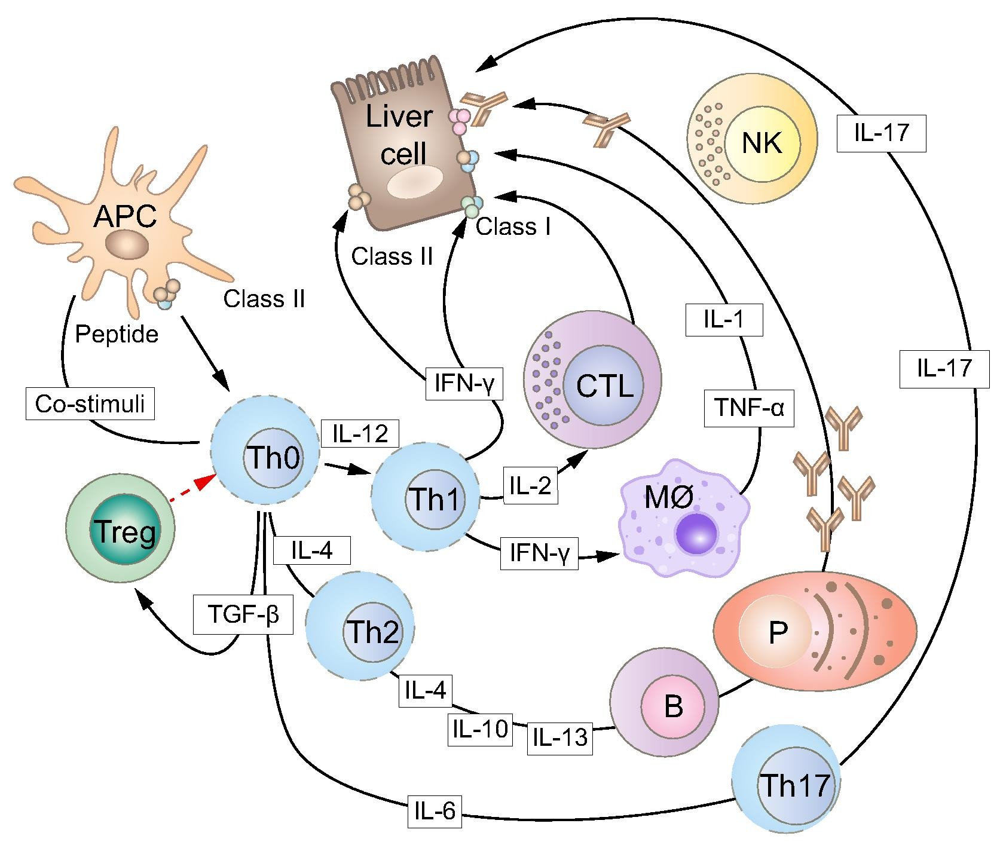 IL-17
Liver
cell
NK
APC
Class I
Class II
Class II
Peptide
IL-1
IL-17
IFN-γ
CTL
Co-stimuli
TNF-α
IL-12
Th0
IL-2
MØ
Th1
Treg
IL-4
IFN-γ
TGF-β
Th2
P
IL-4
B
IL-10
IL-13
Th17
IL-6